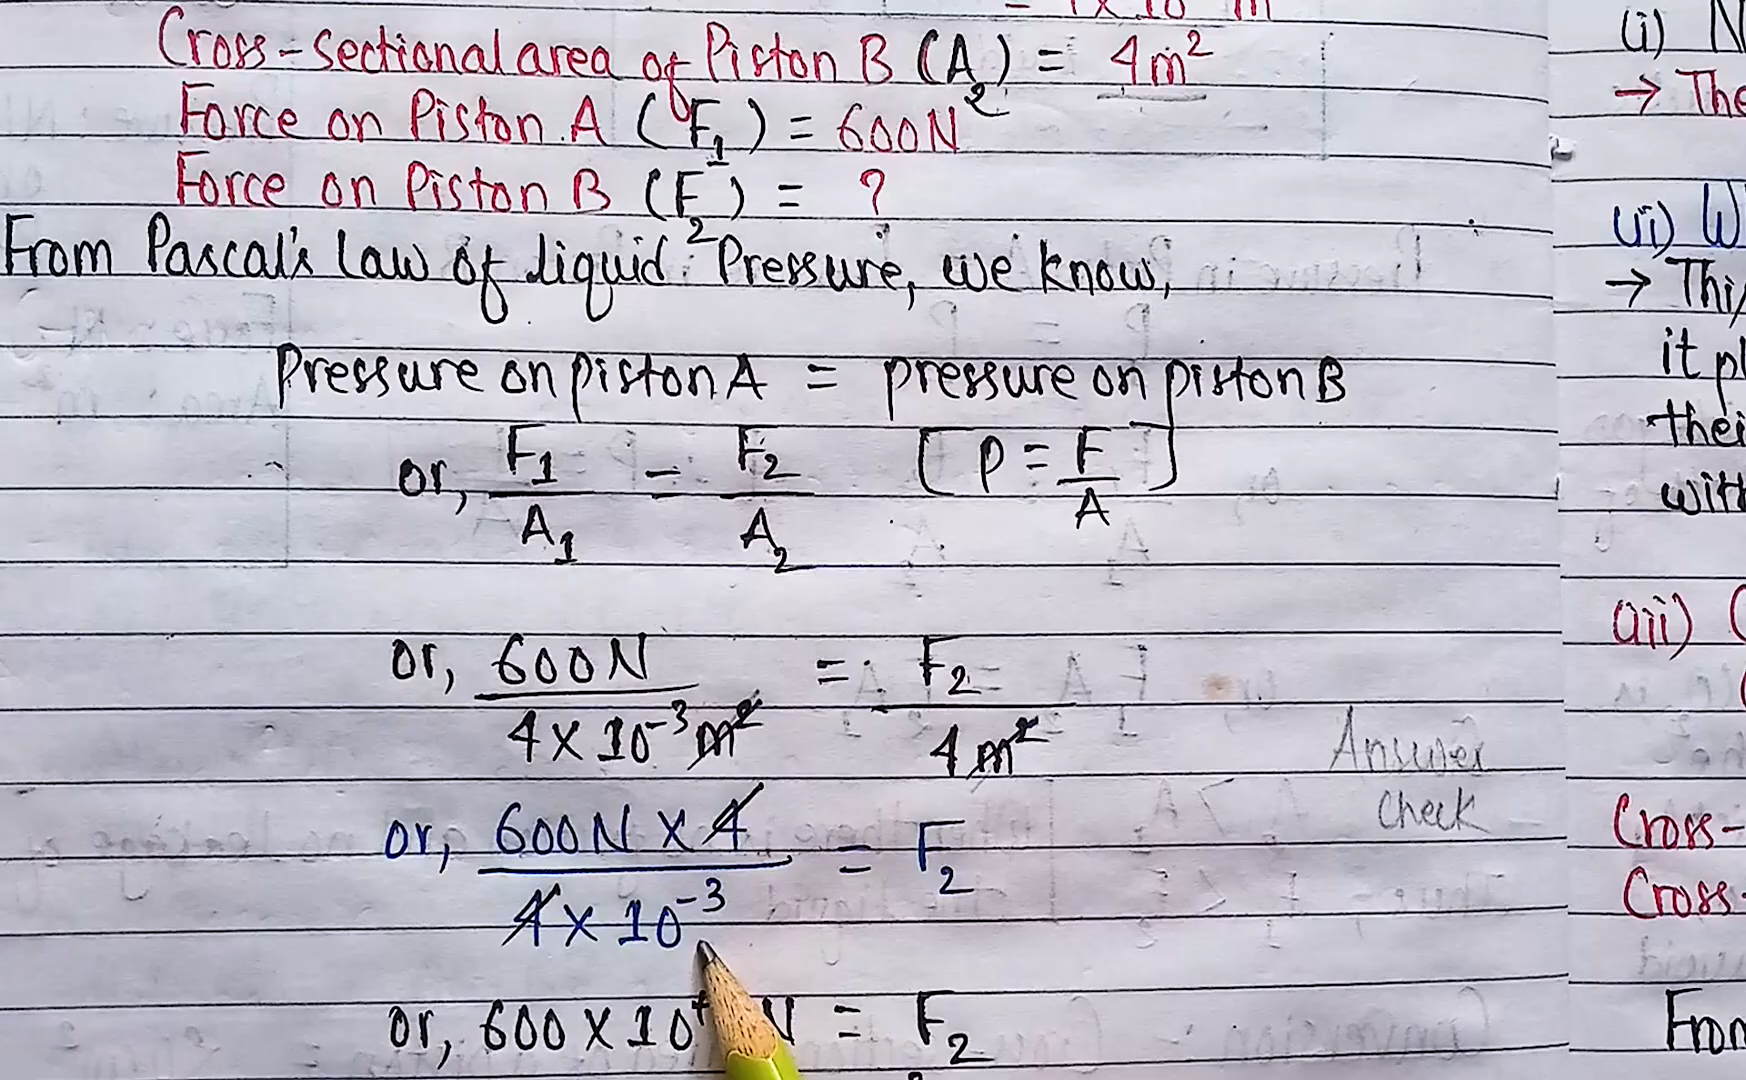 Cross-sectional area of Piston B (A₂) = 4m²
Force on Piston A (F₁) = 600N
Force on Piston B (F₂) = ?
From Pascal's law of liquid Pressure, we know,
Pressure on piston A = pressure on piston B
or, F₁/A₁ = F₂/A₂ [P = F/A]
or, 600N/4×10⁻³m² = F₂/4m²
Answer
check
or, 600N × 4/4×10⁻³ = F₂
or, 600 × 10⁺ N = F₂
(i) N
→ The
(ii) W
→ Thi
it pl
thei
with
(iii)
Cross-
Cross-
From